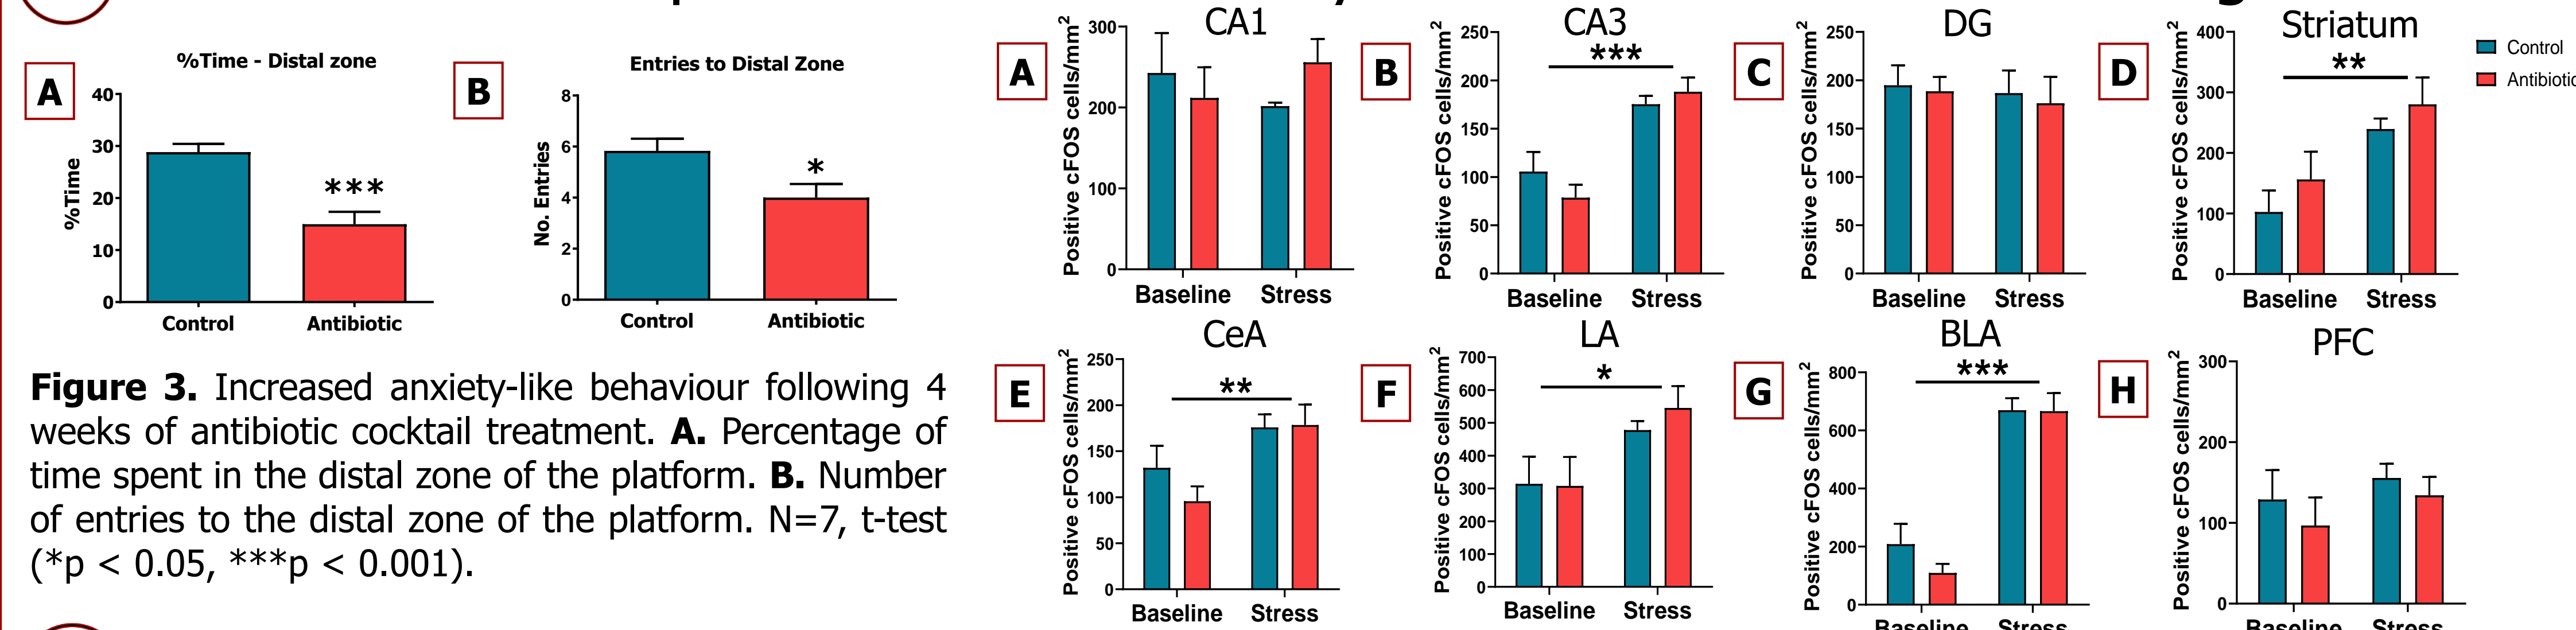 A
%Time - Distal zone
%Time
40
30
20
10
0
***
Control
Antibiotic
B
Entries to Distal Zone
No. Entries
8
6
4
2
0
*
Control
Antibiotic
Figure 3. Increased anxiety-like behaviour following 4
weeks of antibiotic cocktail treatment. A. Percentage of
time spent in the distal zone of the platform. B. Number
of entries to the distal zone of the platform. N=7, t-test
(*p < 0.05, ***p < 0.001).
A
CA1
Positive cFOS cells/mm2
300
200
100
0
Baseline
Stress
B
CA3
Positive cFOS cells/mm2
250
200
150
100
50
0
***
Baseline
Stress
C
DG
Positive cFOS cells/mm2
250
200
150
100
50
0
Baseline
Stress
D
Striatum
Positive cFOS cells/mm2
400
300
200
100
0
**
Baseline
Stress
Control
Antibiotic
E
CeA
Positive cFOS cells/mm2
250
200
150
100
50
0
**
Baseline
Stress
F
LA
Positive cFOS cells/mm2
700
600
500
400
300
200
100
0
*
Baseline
Stress
G
BLA
Positive cFOS cells/mm2
800
600
400
200
0
***
Baseline
Stress
H
PFC
Positive cFOS cells/mm2
300
200
100
0
Baseline
Stress